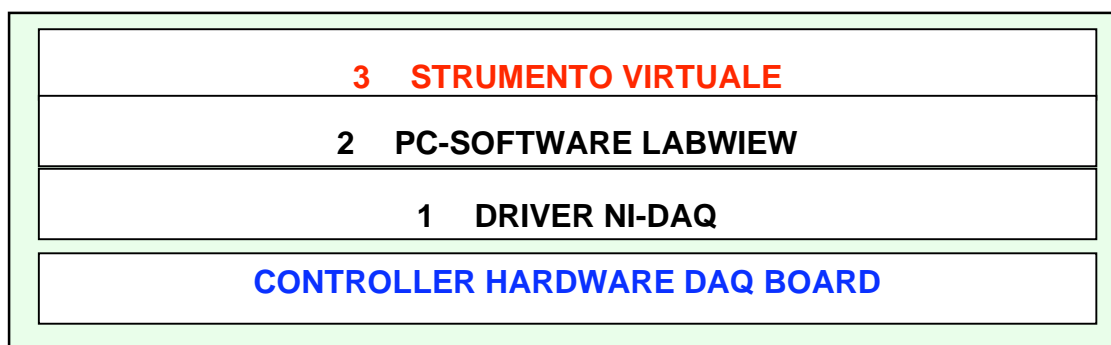 3 STRUMENTO VIRTUALE
2 PC-SOFTWARE LABWIEW
1 DRIVER NI-DAQ
CONTROLLER HARDWARE DAQ BOARD